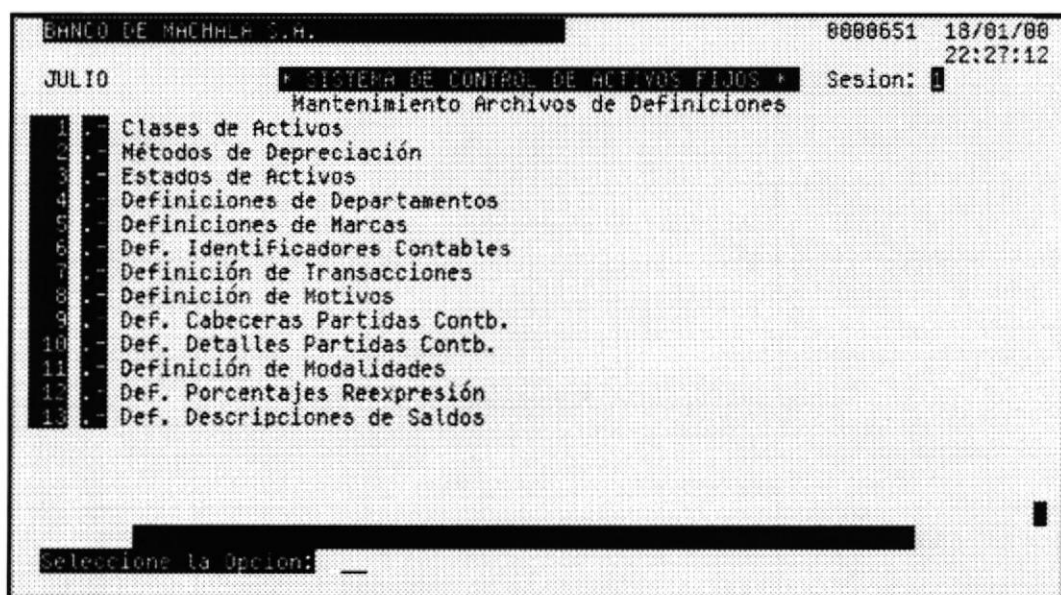 BANCO DE MACHALA S.A. 0000651 18/01/00
22:27:12
JULIO * SISTEMA DE CONTROL DE ACTIVOS FIJOS * Sesion: 1
Mantenimiento Archivos de Definiciones
1 .- Clases de Activos
2 .- Métodos de Depreciación
3 .- Estados de Activos
4 .- Definiciones de Departamentos
5 .- Definiciones de Marcas
6 .- Def. Identificadores Contables
7 .- Definición de Transacciones
8 .- Definición de Motivos
9 .- Def. Cabeceras Partidas Contb.
10 .- Def. Detalles Partidas Contb.
11 .- Definición de Modalidades
12 .- Def. Porcentajes Reexpresión
13 .- Def. Descripciones de Saldos
Seleccione la Opcion: __